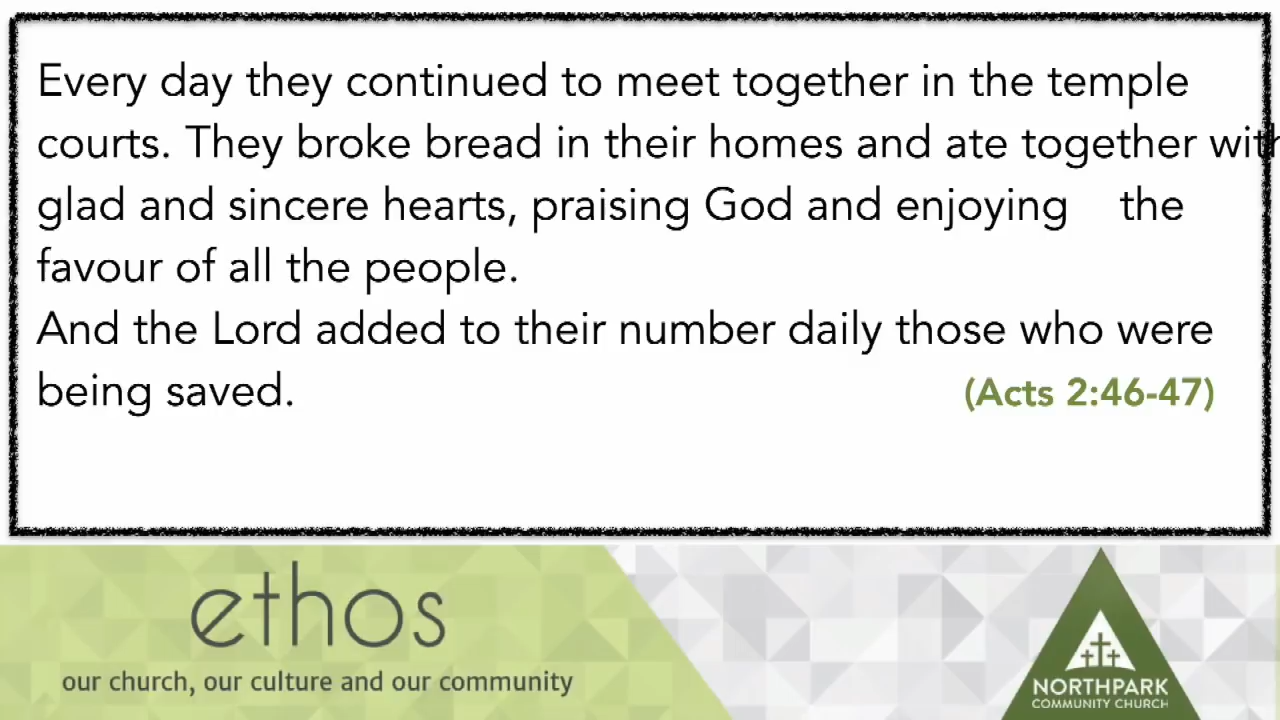 Every day they continued to meet together in the temple
courts. They broke bread in their homes and ate together with
glad and sincere hearts, praising God and enjoying the
favour of all the people.
And the Lord added to their number daily those who were
being saved. (Acts 2:46-47)
ethos
our church, our culture and our community
NORTHPARK
COMMUNITY CHURCH